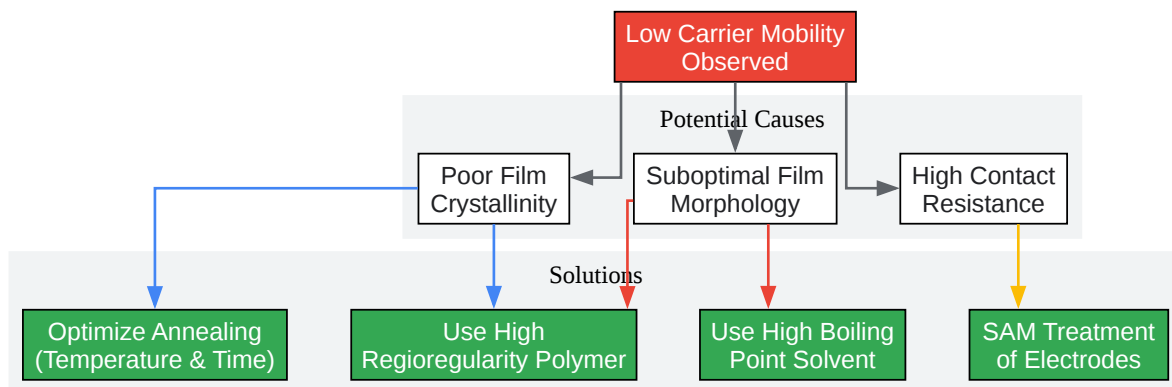 Low Carrier Mobility
Observed
Potential Causes
Poor Film
Crystallinity
Suboptimal Film
Morphology
High Contact
Resistance
Solutions
Optimize Annealing
(Temperature & Time)
Use High
Regioregularity Polymer
Use High Boiling
Point Solvent
SAM Treatment
of Electrodes